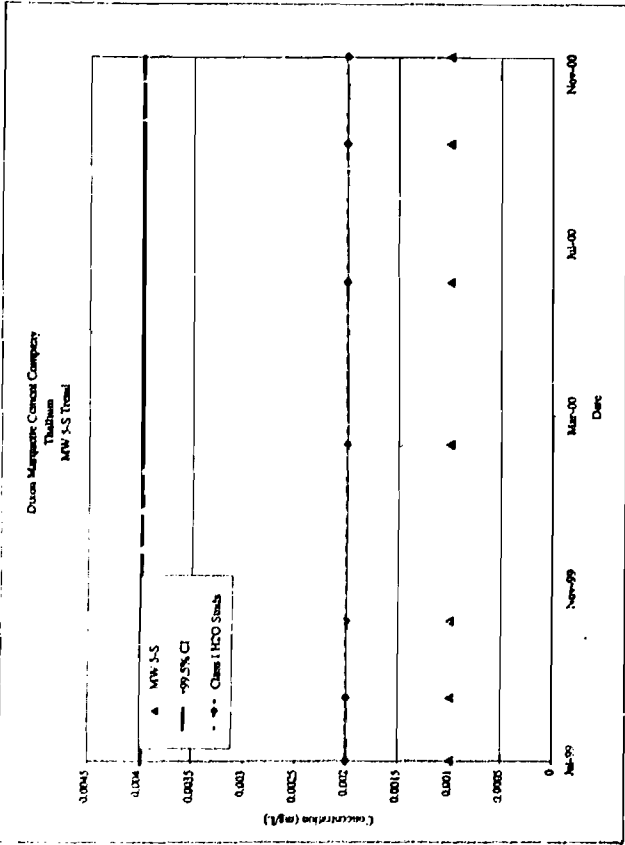 Dixon Marquette Cement Company
Thallium
MW 5-S Trend
0.0045
0.004
0.0035
0.003
0.0025
0.002
0.0015
0.001
0.0005
0
Concentration (mg/L)
MW 5-S
+99.5% CI
Class I H2O Stnds
Jul-99
Nov-99
Mar-00
Jul-00
Nov-00
Date